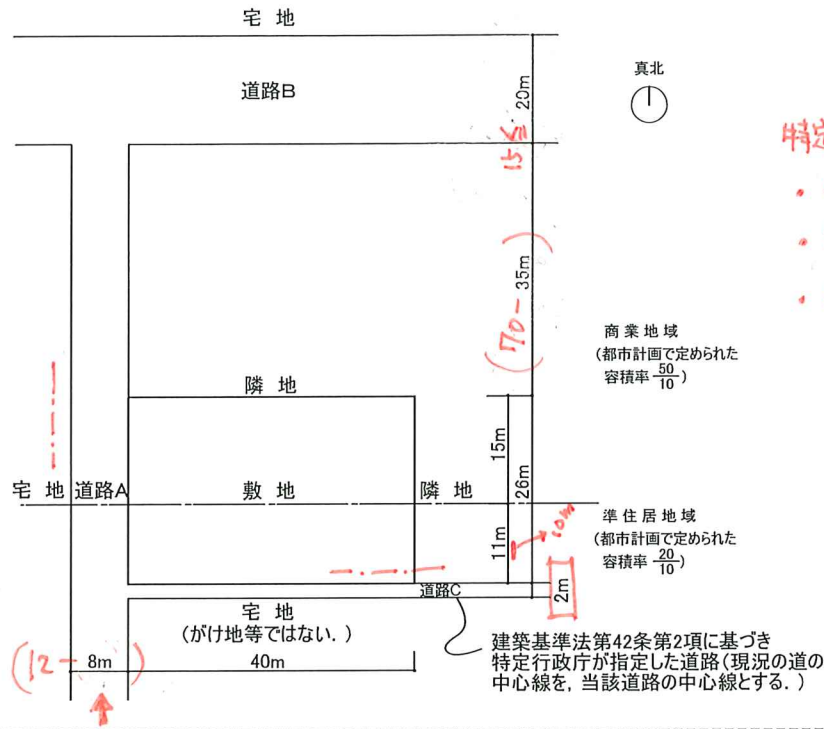 宅 地
道路B
20m
真北
15≦
特定
(70-
35m
)
商 業 地 域
(都市計画で定められた
容積率 50/10 )
隣 地
15m
26m
宅 地
道路A
敷 地
隣 地
準 住 居 地 域
(都市計画で定められた
容積率 20/10 )
11m
10m
道路C
2m
宅 地
(がけ地等ではない．)
建築基準法第42条第2項に基づき
特定行政庁が指定した道路(現況の道の
中心線を，当該道路の中心線とする．)
(12-
8m
)
40m